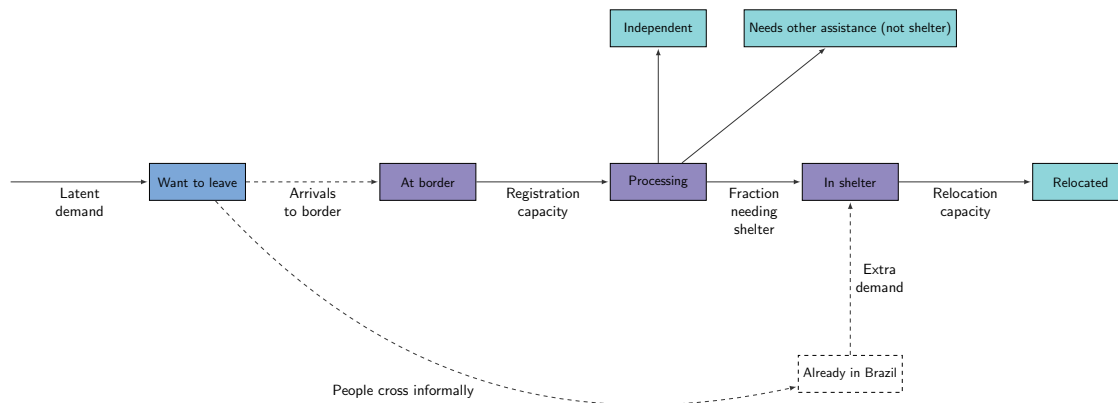 Independent
Needs other assistance (not shelter)
Want to leave
At border
Processing
In shelter
Relocated
Latent
demand
Arrivals
to border
Registration
capacity
Fraction
needing
shelter
Relocation
capacity
Extra
demand
Already in Brazil
People cross informally